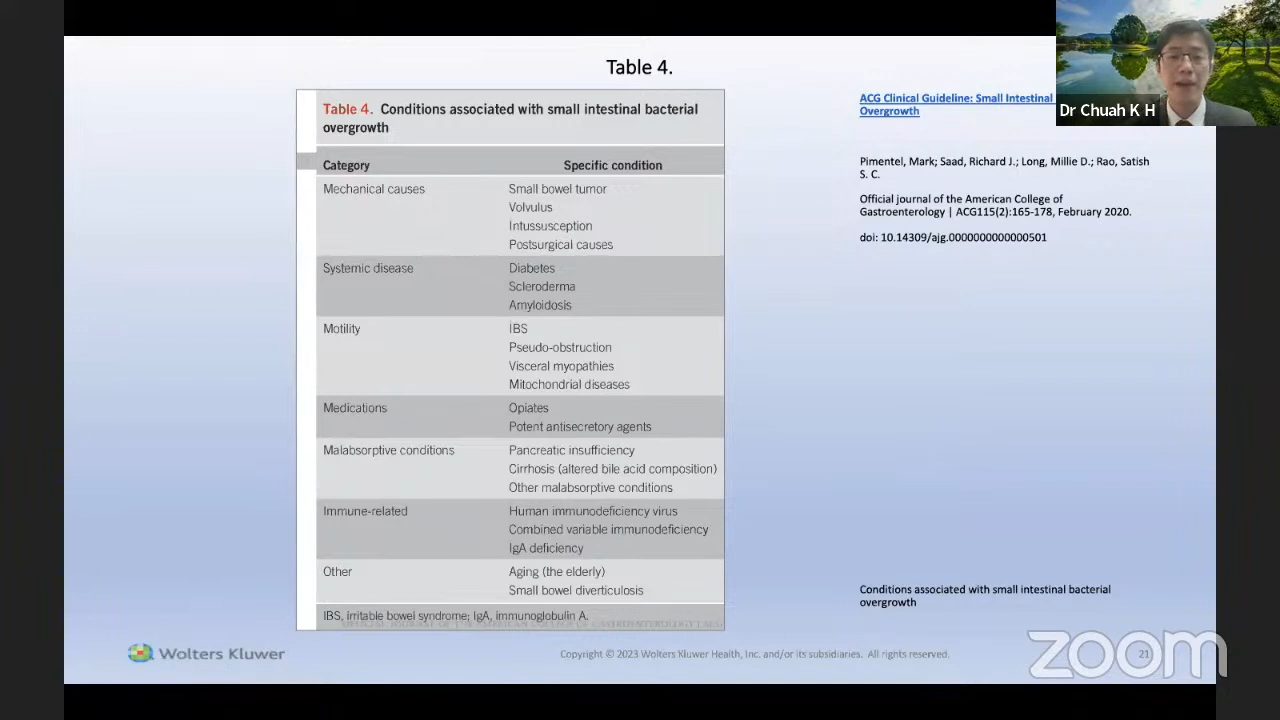 Table 4.
Table 4. Conditions associated with small intestinal bacterial
overgrowth
Category Specific condition
Mechanical causes Small bowel tumor
Volvulus
Intussusception
Postsurgical causes
Systemic disease Diabetes
Scleroderma
Amyloidosis
Motility IBS
Pseudo-obstruction
Visceral myopathies
Mitochondrial diseases
Medications Opiates
Potent antisecretory agents
Malabsorptive conditions Pancreatic insufficiency
Cirrhosis (altered bile acid composition)
Other malabsorptive conditions
Immune-related Human immunodeficiency virus
Combined variable immunodeficiency
IgA deficiency
Other Aging (the elderly)
Small bowel diverticulosis
IBS, irritable bowel syndrome; IgA, immunoglobulin A.
ACG Clinical Guideline: Small Intestinal
Overgrowth
Dr Chuah K H
Pimentel, Mark; Saad, Richard J.; Long, Millie D.; Rao, Satish
S. C.
Official journal of the American College of
Gastroenterology | ACG115(2):165-178, February 2020.
doi: 10.14309/ajg.0000000000000501
Conditions associated with small intestinal bacterial
overgrowth
Wolters Kluwer
Copyright © 2023 Wolters Kluwer Health, Inc. and/or its subsidiaries. All rights reserved.
21
zoom